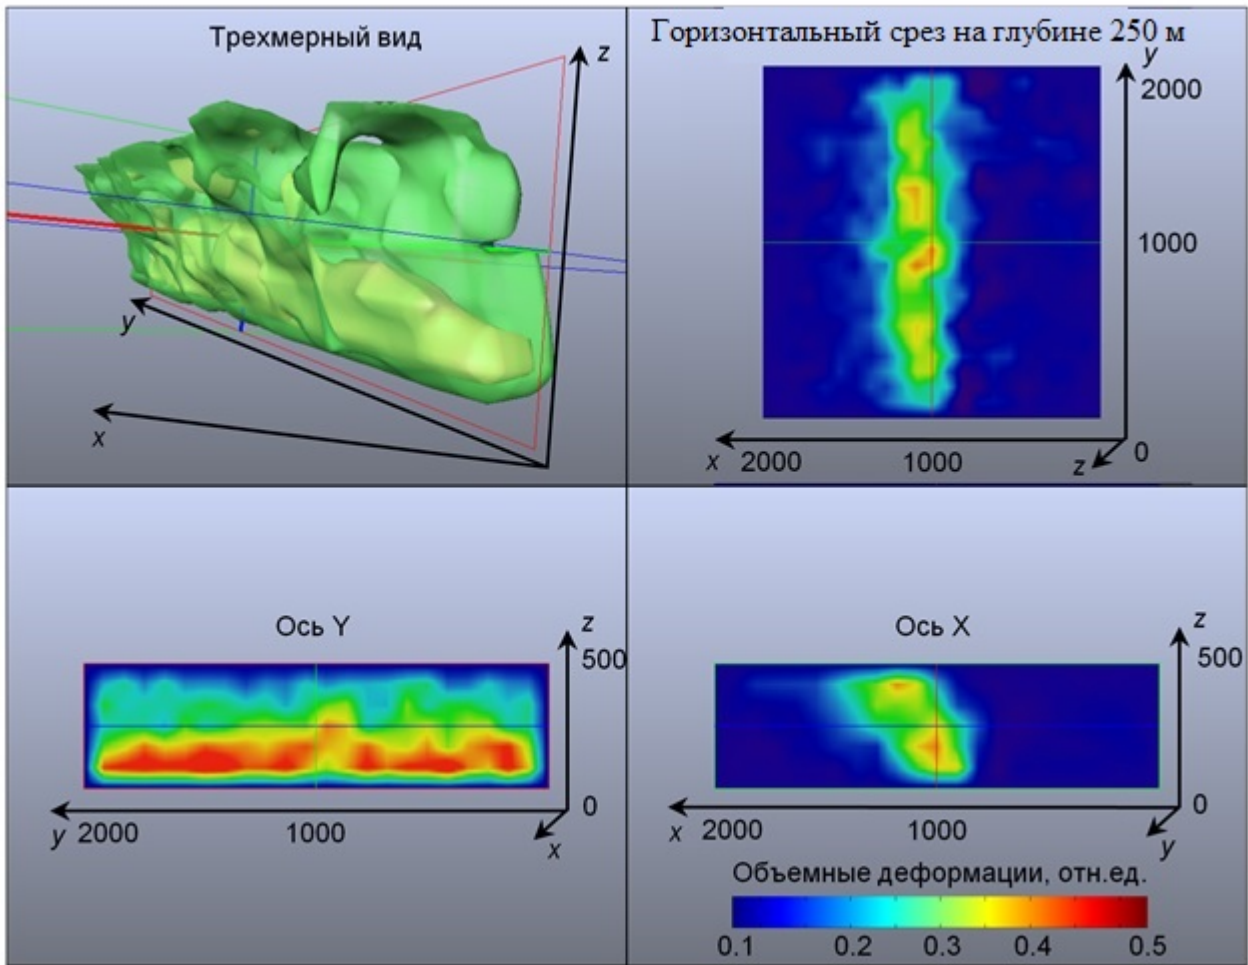 Трехмерный вид
z
y
x
Горизонтальный срез на глубине 250 м
y
2000
1000
0
x 2000 1000 z
Ось Y
z
500
0
y 2000 1000 x
Ось X
z
500
0
x 2000 1000 y
Объемные деформации, отн.ед.
0.1 0.2 0.3 0.4 0.5